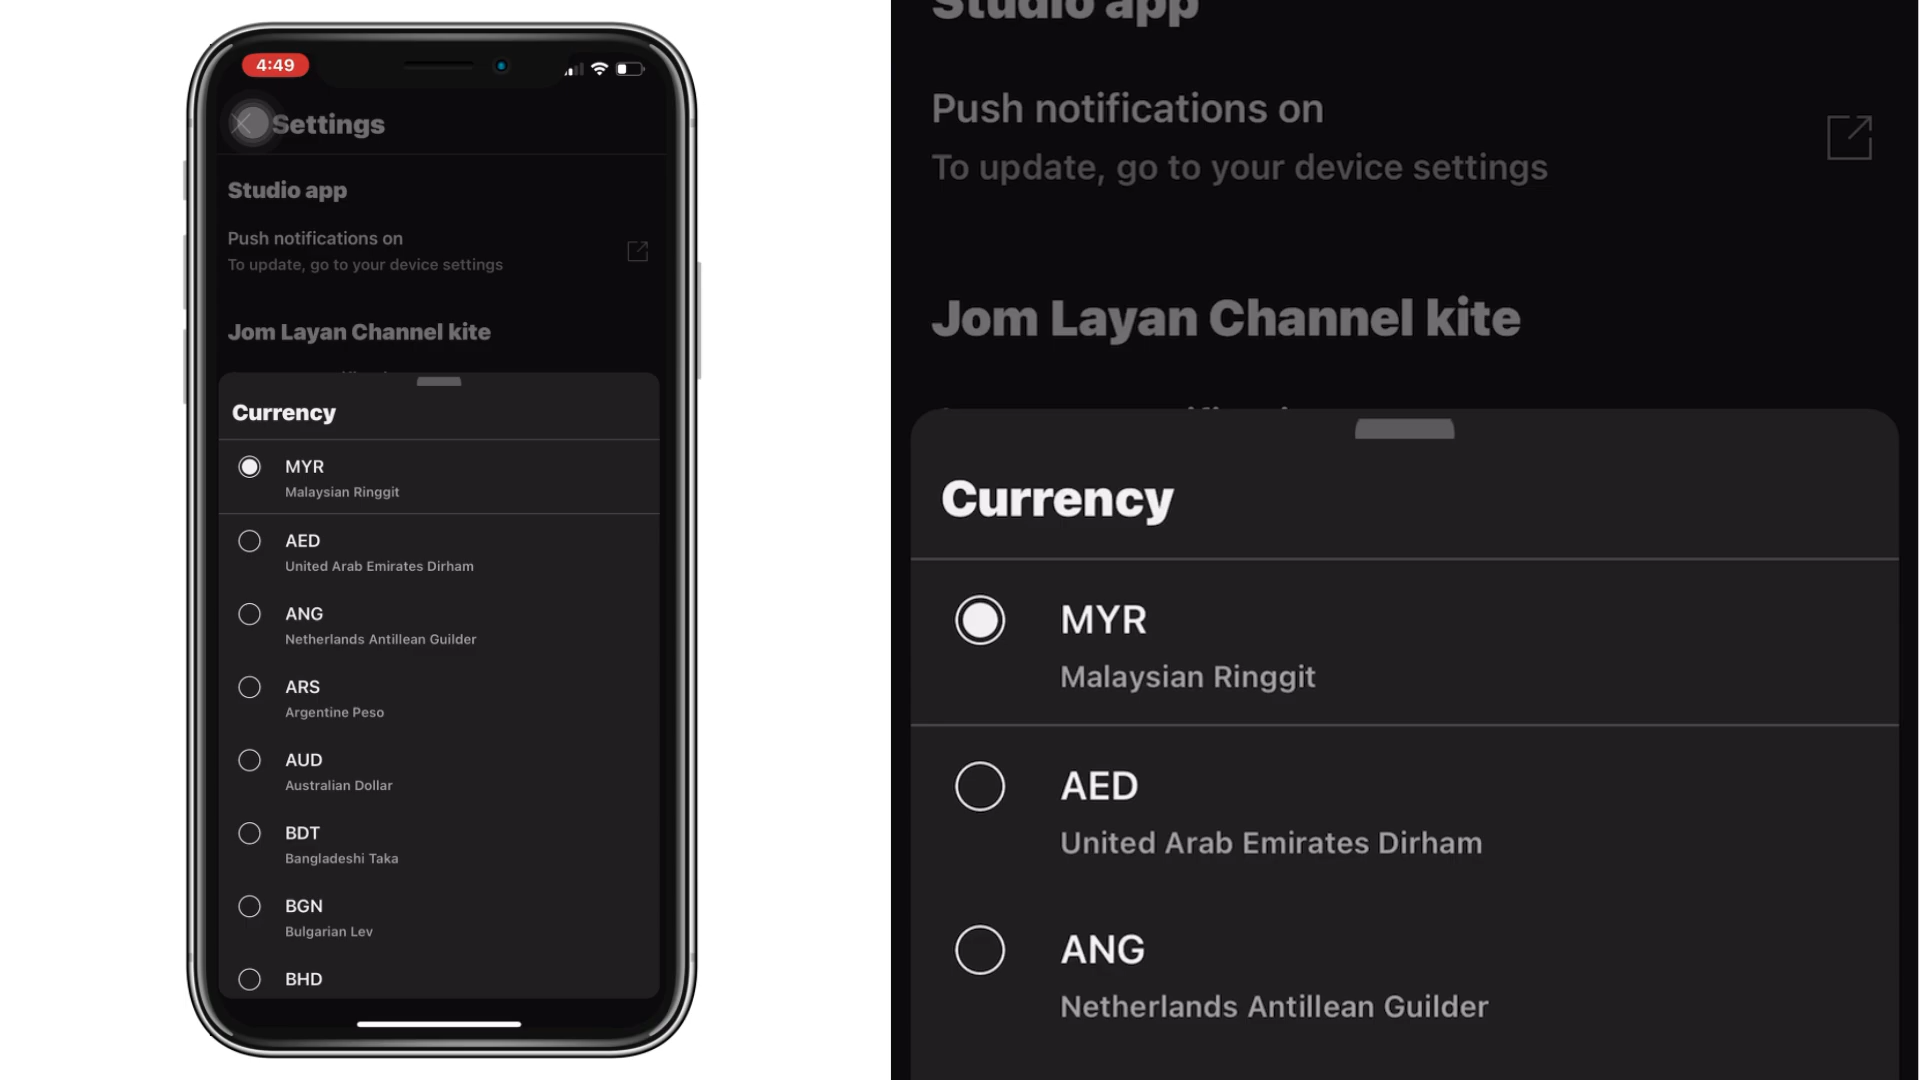 4:49
Settings
Studio app
Push notifications on
To update, go to your device settings
Jom Layan Channel kite
Currency
MYR
Malaysian Ringgit
AED
United Arab Emirates Dirham
ANG
Netherlands Antillean Guilder
ARS
Argentine Peso
AUD
Australian Dollar
BDT
Bangladeshi Taka
BGN
Bulgarian Lev
BHD
Studio app
Push notifications on
To update, go to your device settings
Jom Layan Channel kite
Currency
MYR
Malaysian Ringgit
AED
United Arab Emirates Dirham
ANG
Netherlands Antillean Guilder